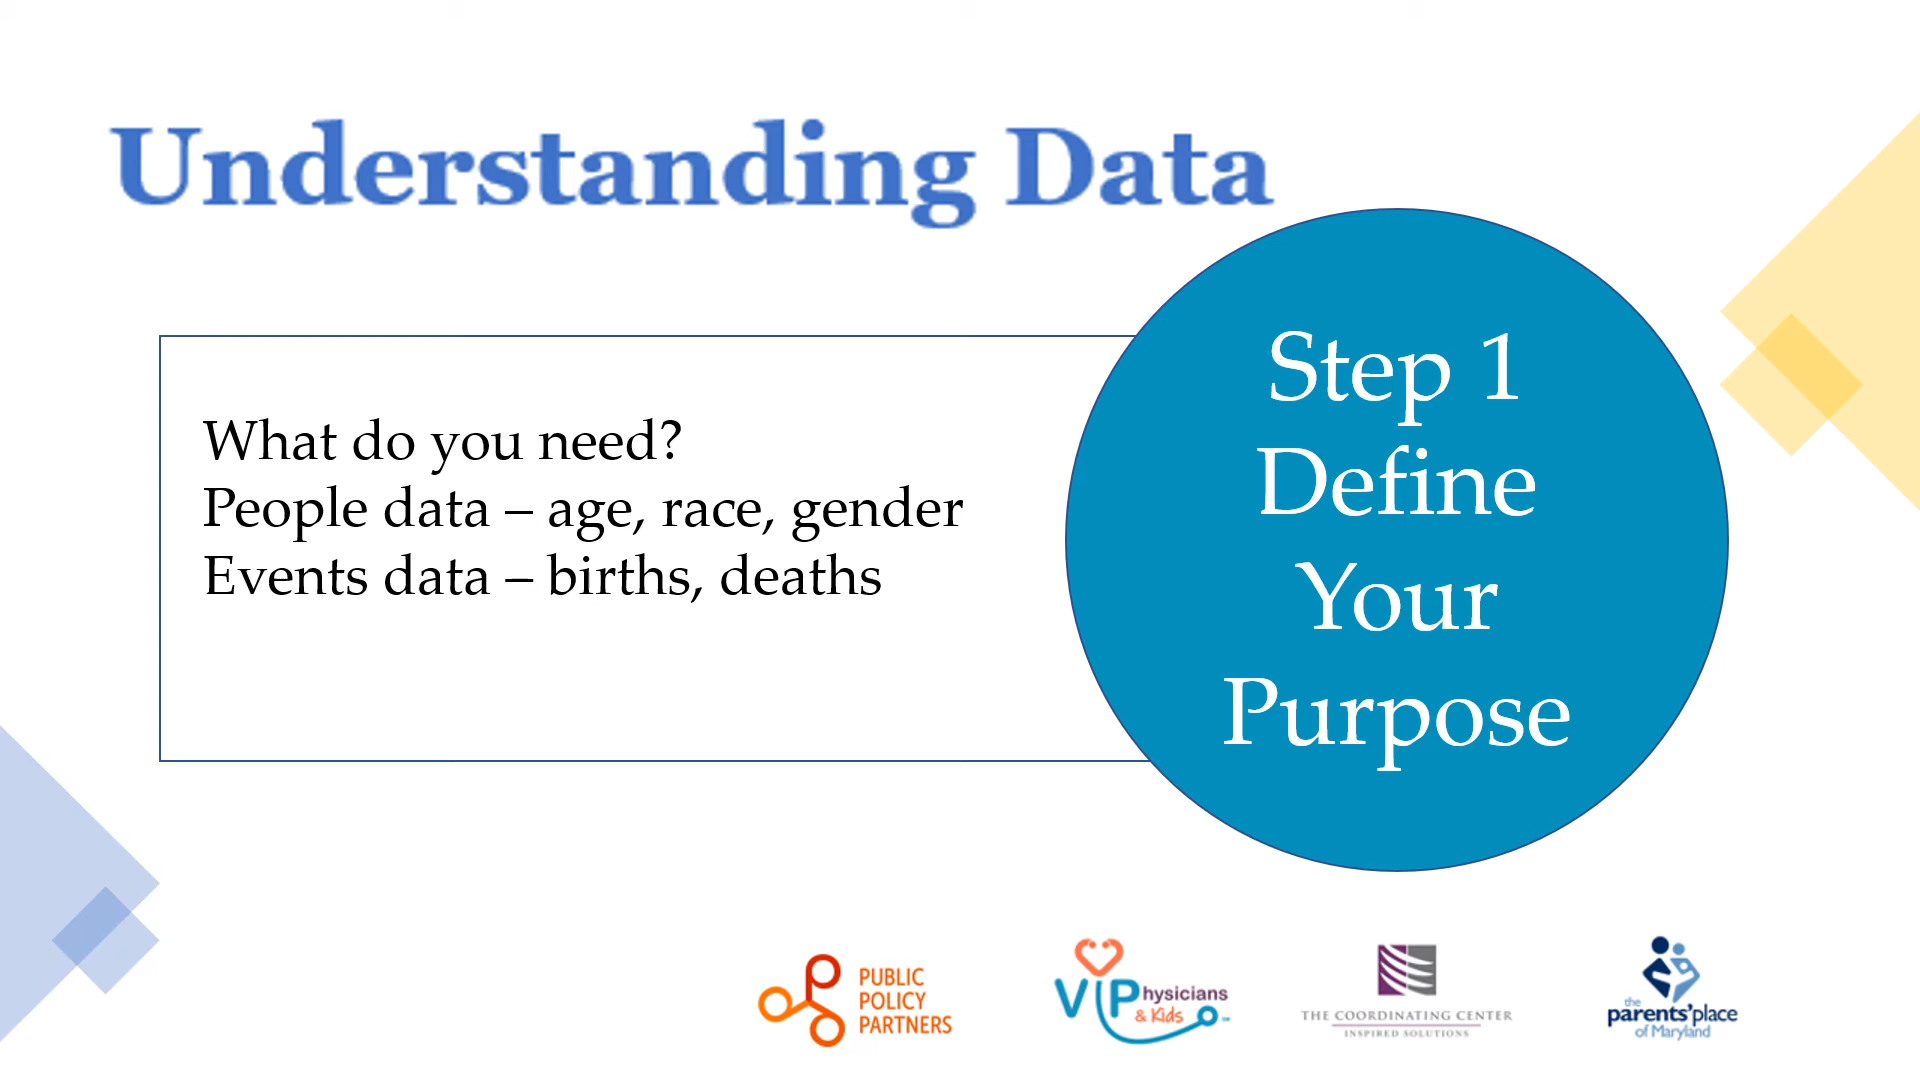 Understanding Data
What do you need?
People data – age, race, gender
Events data – births, deaths
Step 1
Define
Your
Purpose
PUBLIC
POLICY
PARTNERS
VIPhysicians
& Kids
THE COORDINATING CENTER
INSPIRED SOLUTIONS
the
parents'place
of Maryland